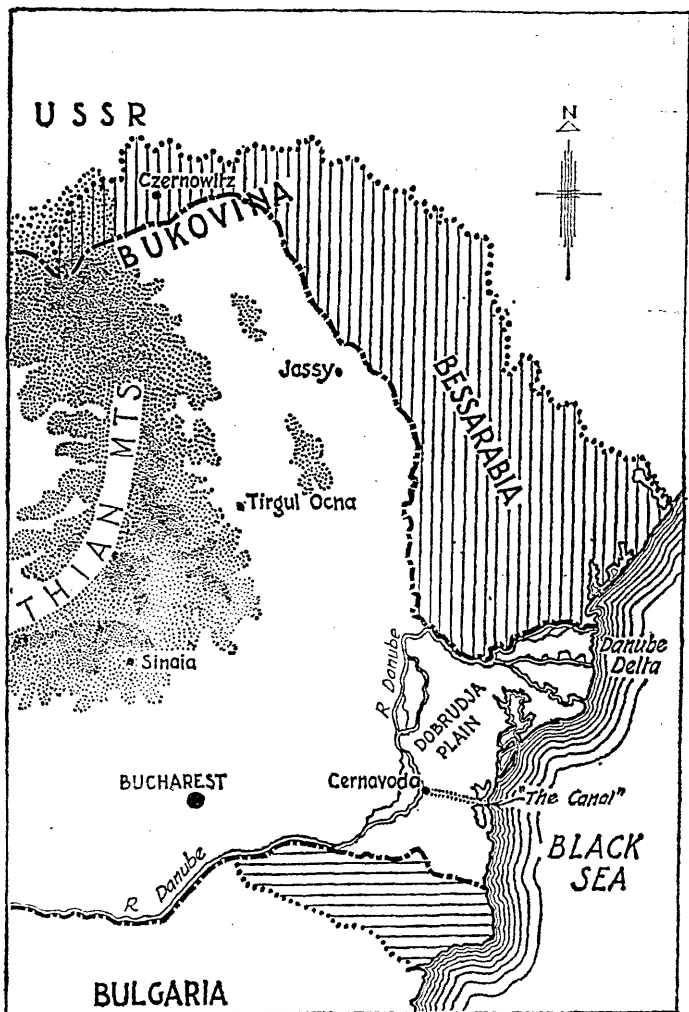 USSR
N
Czernowitz
BUKOVINA
Jassy
BESSARABIA
Tirgul Ocna
THIAN MTS
Sinaia
R Danube
Danube
Delta
DOBRUDJA
PLAIN
BUCHAREST
Cernavoda
"The Canal"
R Danube
BLACK
SEA
BULGARIA